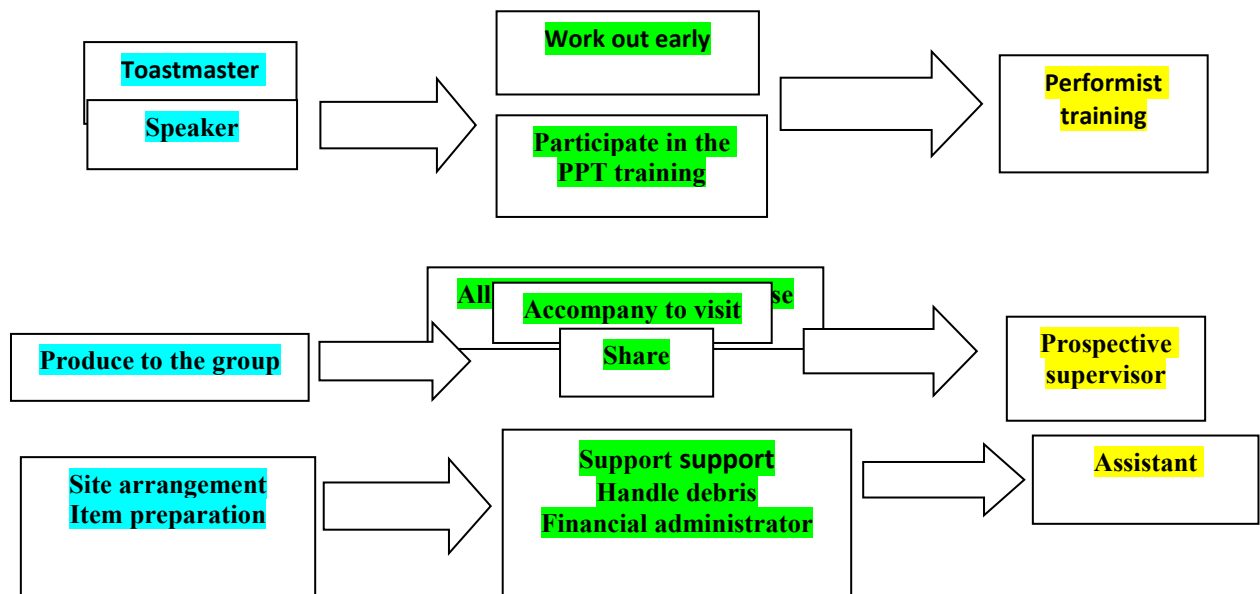 Toastmaster
Speaker
Work out early
Participate in the
PPT training
Performist
training
Produce to the group
All
se
Accompany to visit
Share
Prospective
supervisor
Site arrangement
Item preparation
Support support
Handle debris
Financial administrator
Assistant